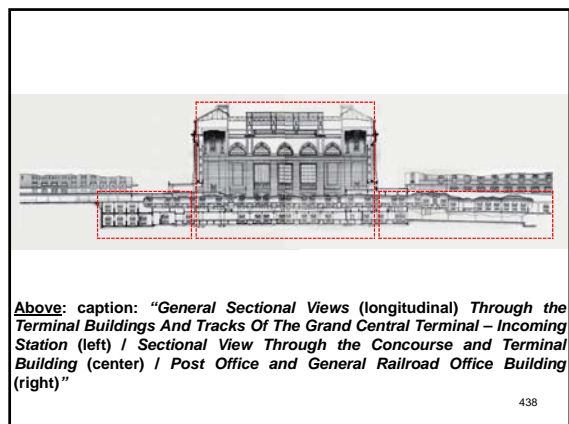 Above: caption: “General Sectional Views (longitudinal) Through the
Terminal Buildings And Tracks Of The Grand Central Terminal – Incoming
Station (left) / Sectional View Through the Concourse and Terminal
Building (center) / Post Office and General Railroad Office Building
(right)”
438